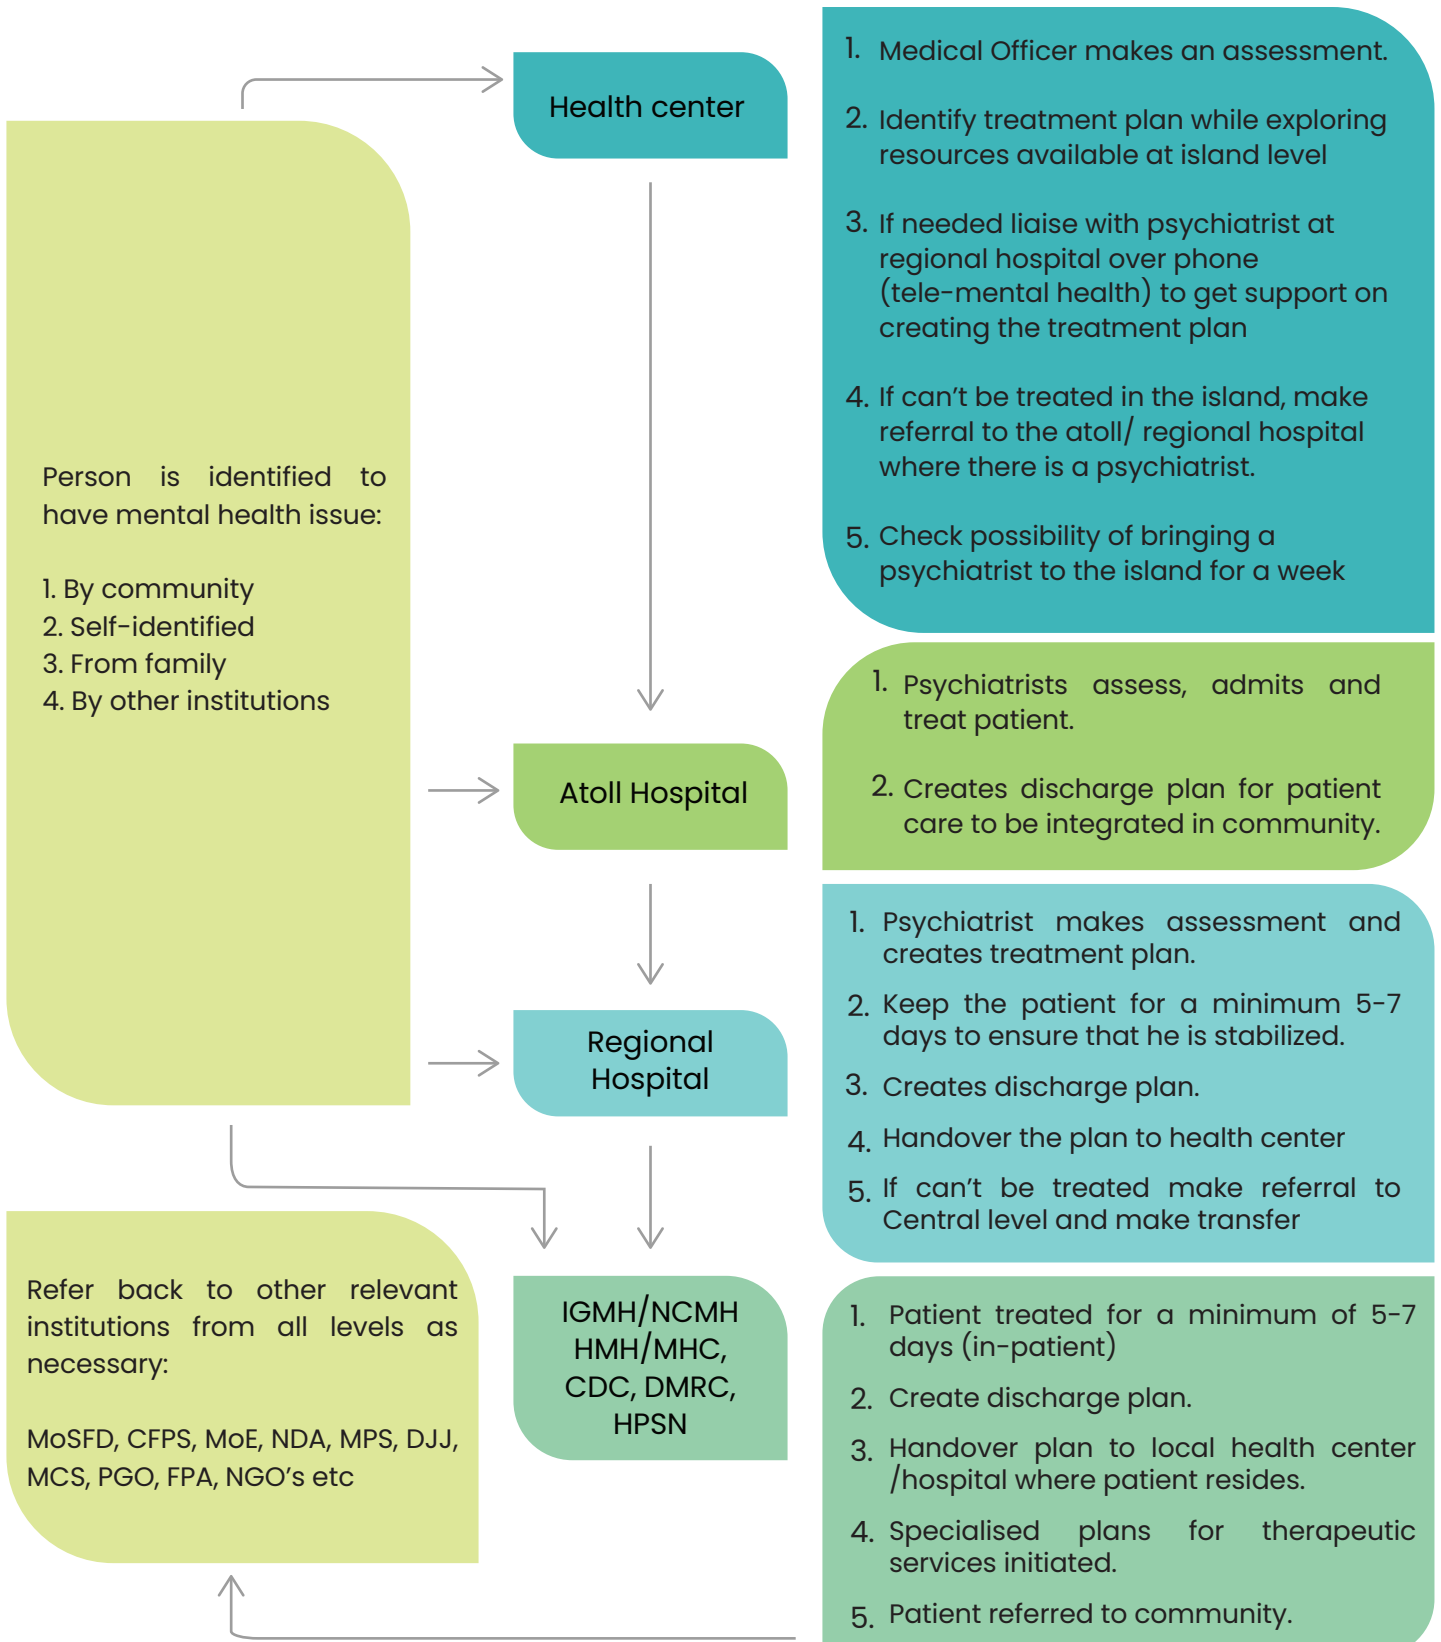 Person is identified to
have mental health issue:
1. By community
2. Self-identified
3. From family
4. By other institutions
Health center
1. Medical Officer makes an assessment.
2. Identify treatment plan while exploring
resources available at island level
3. If needed liaise with psychiatrist at
regional hospital over phone
(tele-mental health) to get support on
creating the treatment plan
4. If can't be treated in the island, make
referral to the atoll/ regional hospital
where there is a psychiatrist.
5. Check possibility of bringing a
psychiatrist to the island for a week
Atoll Hospital
1. Psychiatrists assess, admits and
treat patient.
2. Creates discharge plan for patient
care to be integrated in community.
Regional
Hospital
1. Psychiatrist makes assessment and
creates treatment plan.
2. Keep the patient for a minimum 5-7
days to ensure that he is stabilized.
3. Creates discharge plan.
4. Handover the plan to health center
5. If can't be treated make referral to
Central level and make transfer
IGMH/NCMH
HMH/MHC,
CDC, DMRC,
HPSN
1. Patient treated for a minimum of 5-7
days (in-patient)
2. Create discharge plan.
3. Handover plan to local health center
/hospital where patient resides.
4. Specialised plans for therapeutic
services initiated.
5. Patient referred to community.
Refer back to other relevant
institutions from all levels as
necessary:
MoSFD, CFPS, MoE, NDA, MPS, DJJ,
MCS, PGO, FPA, NGO's etc